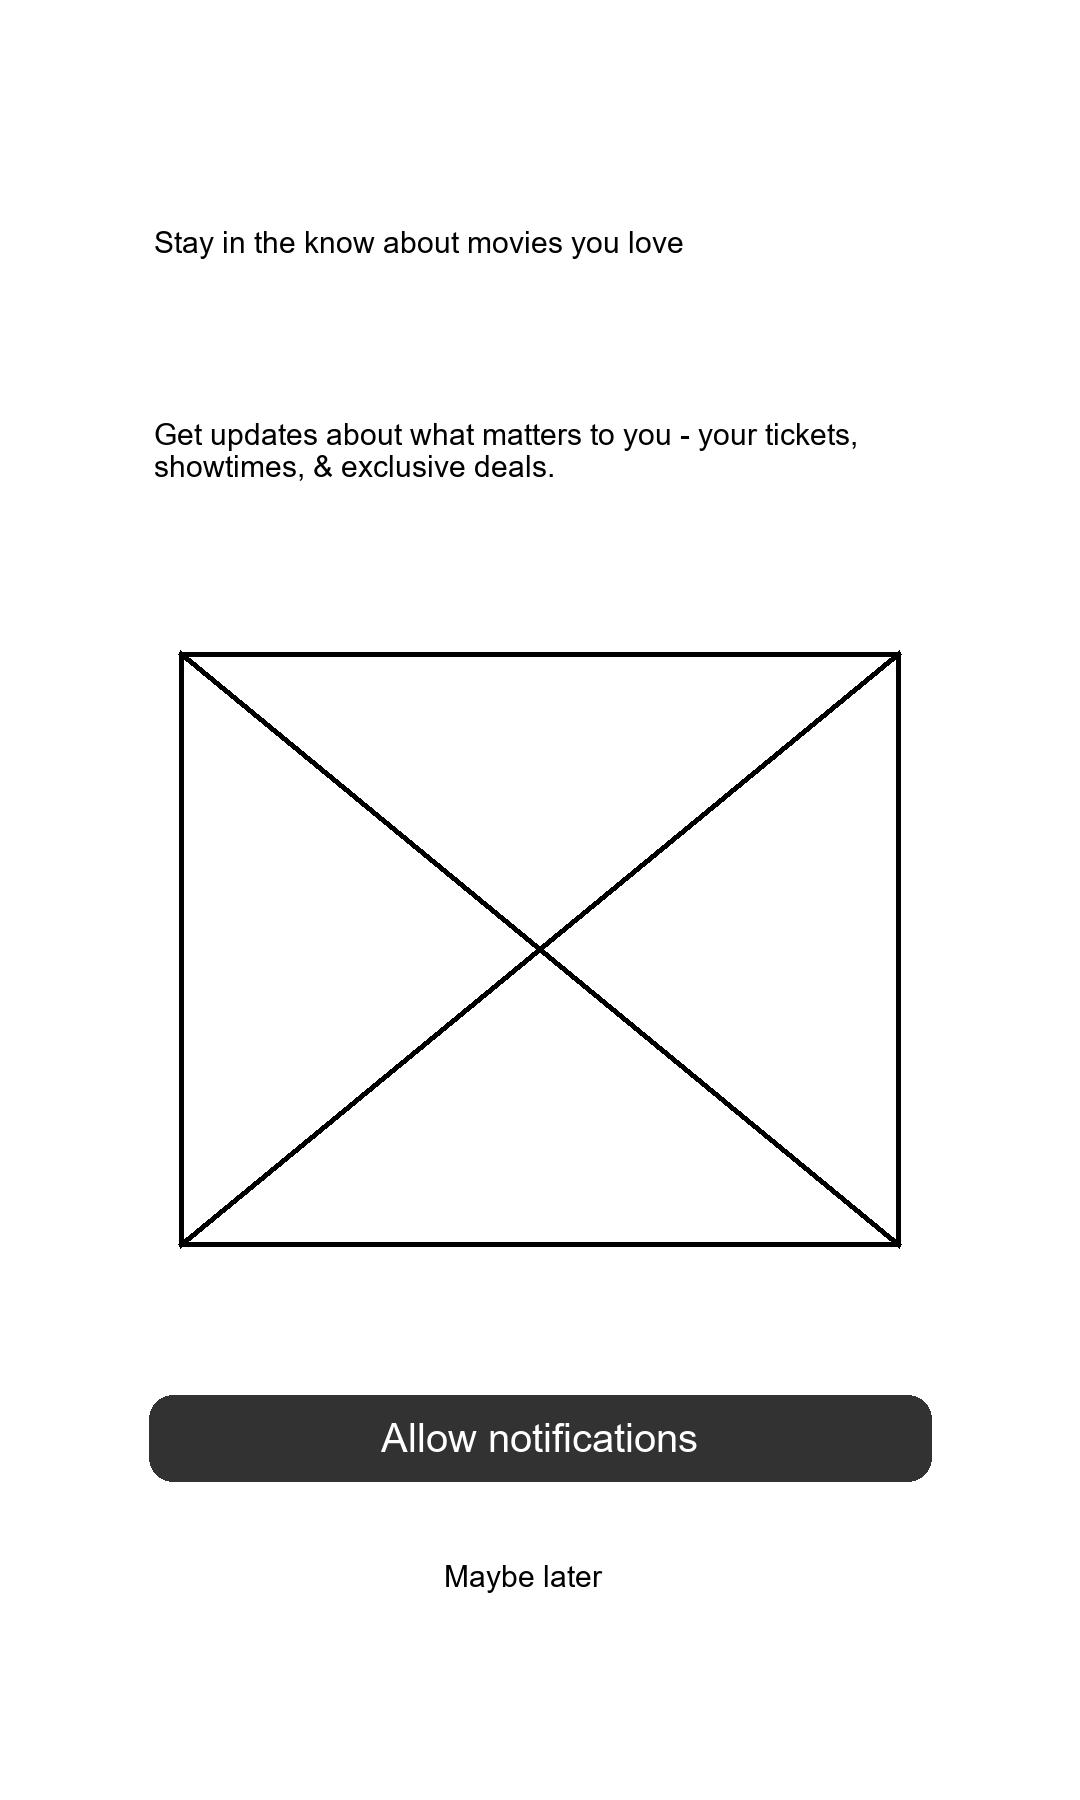 Stay in the know about movies you love
Get updates about what matters to you - your tickets,
showtimes, & exclusive deals.
Allow notifications
Maybe later